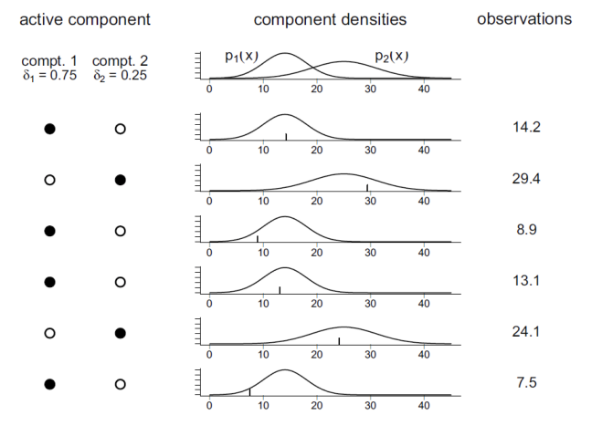 active component component densities observations
compt. 1 compt. 2 p₁(x) p₂(x)
δ₁ = 0.75 δ₂ = 0.25
0 10 20 30 40
14.2
0 10 20 30 40
29.4
0 10 20 30 40
8.9
0 10 20 30 40
13.1
0 10 20 30 40
24.1
0 10 20 30 40
7.5
0 10 20 30 40